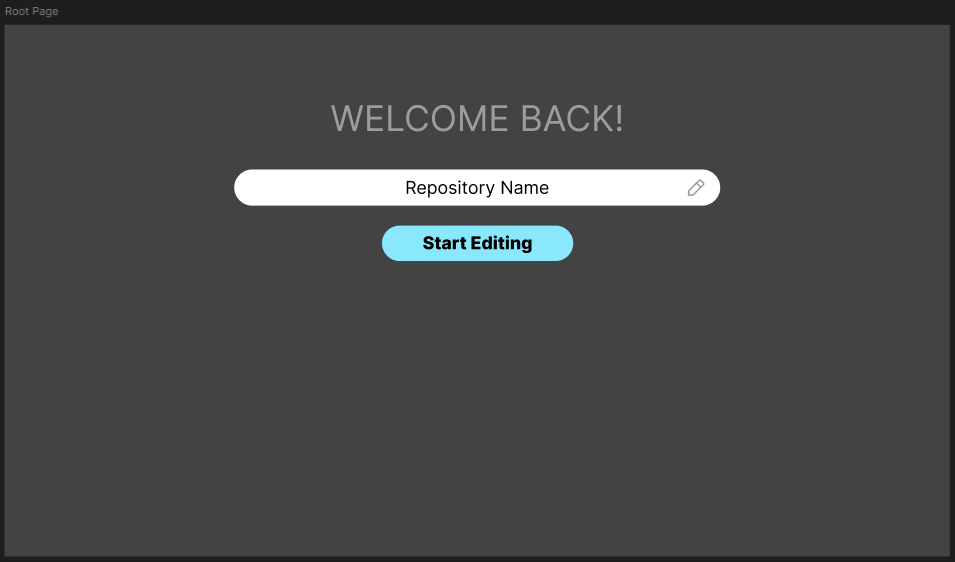 Root Page
WELCOME BACK!
Repository Name
Start Editing